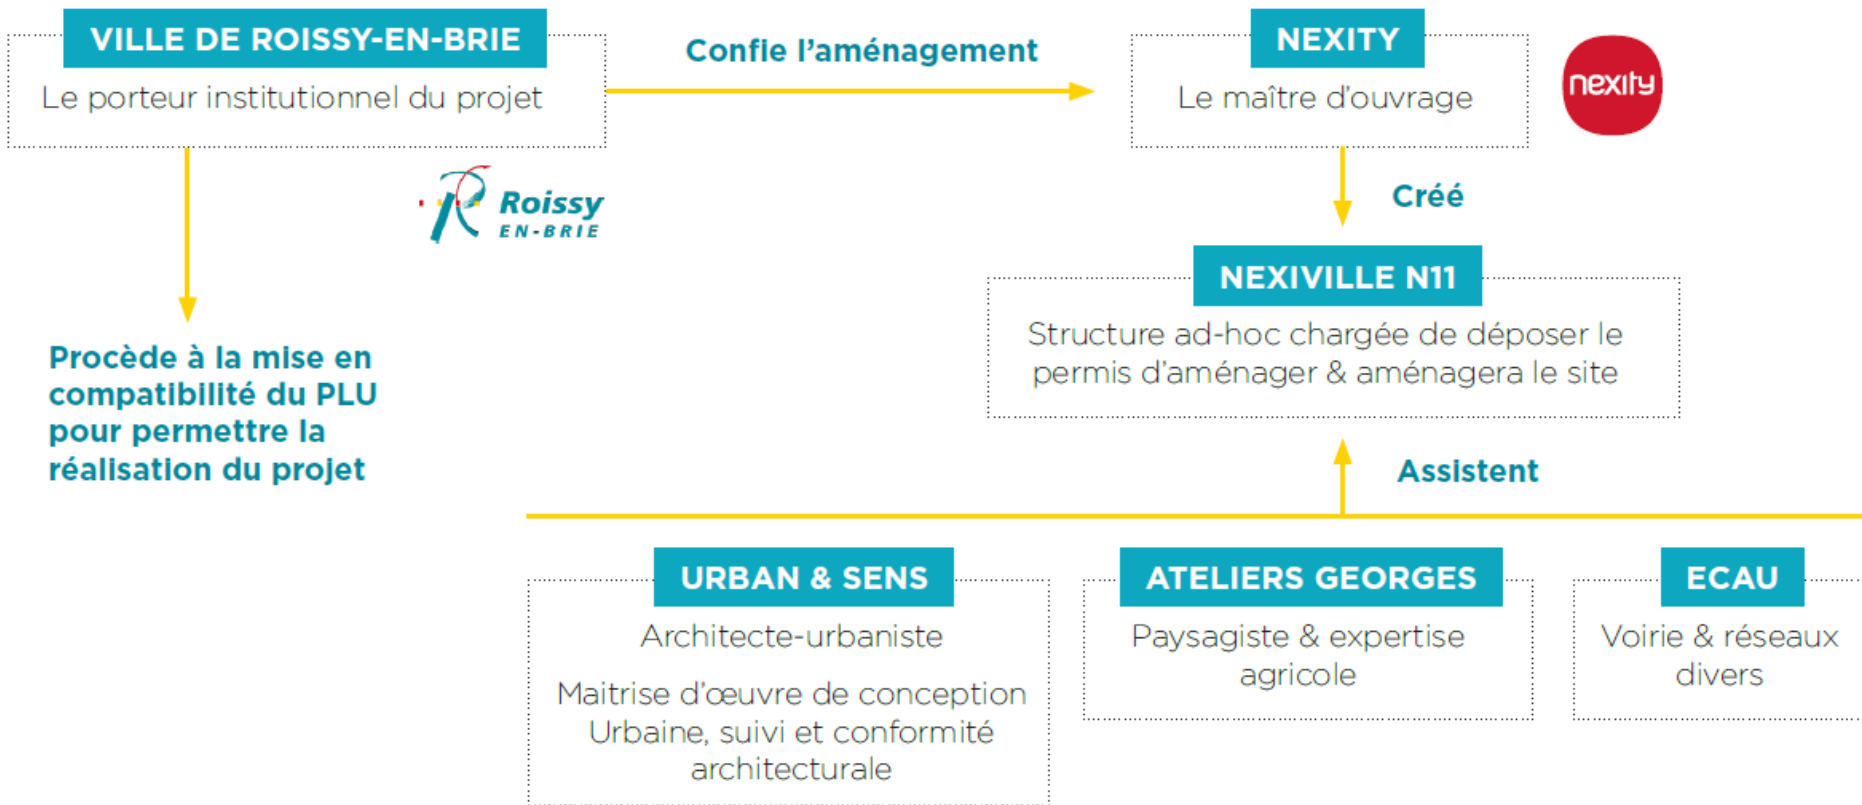 VILLE DE ROISSY-EN-BRIE
Le porteur institutionnel du projet
Confie l'aménagement
NEXITY
Le maître d'ouvrage
nexity
Roissy
EN-BRIE
Créé
NEXIVILLE N11
Structure ad-hoc chargée de déposer le
permis d'aménager & aménagera le site
Procède à la mise en
compatibilité du PLU
pour permettre la
réalisation du projet
Assistent
URBAN & SENS
Architecte-urbaniste
Maitrise d'œuvre de conception
Urbaine, suivi et conformité
architecturale
ATELIERS GEORGES
Paysagiste & expertise
agricole
ECAU
Voirie & réseaux
divers